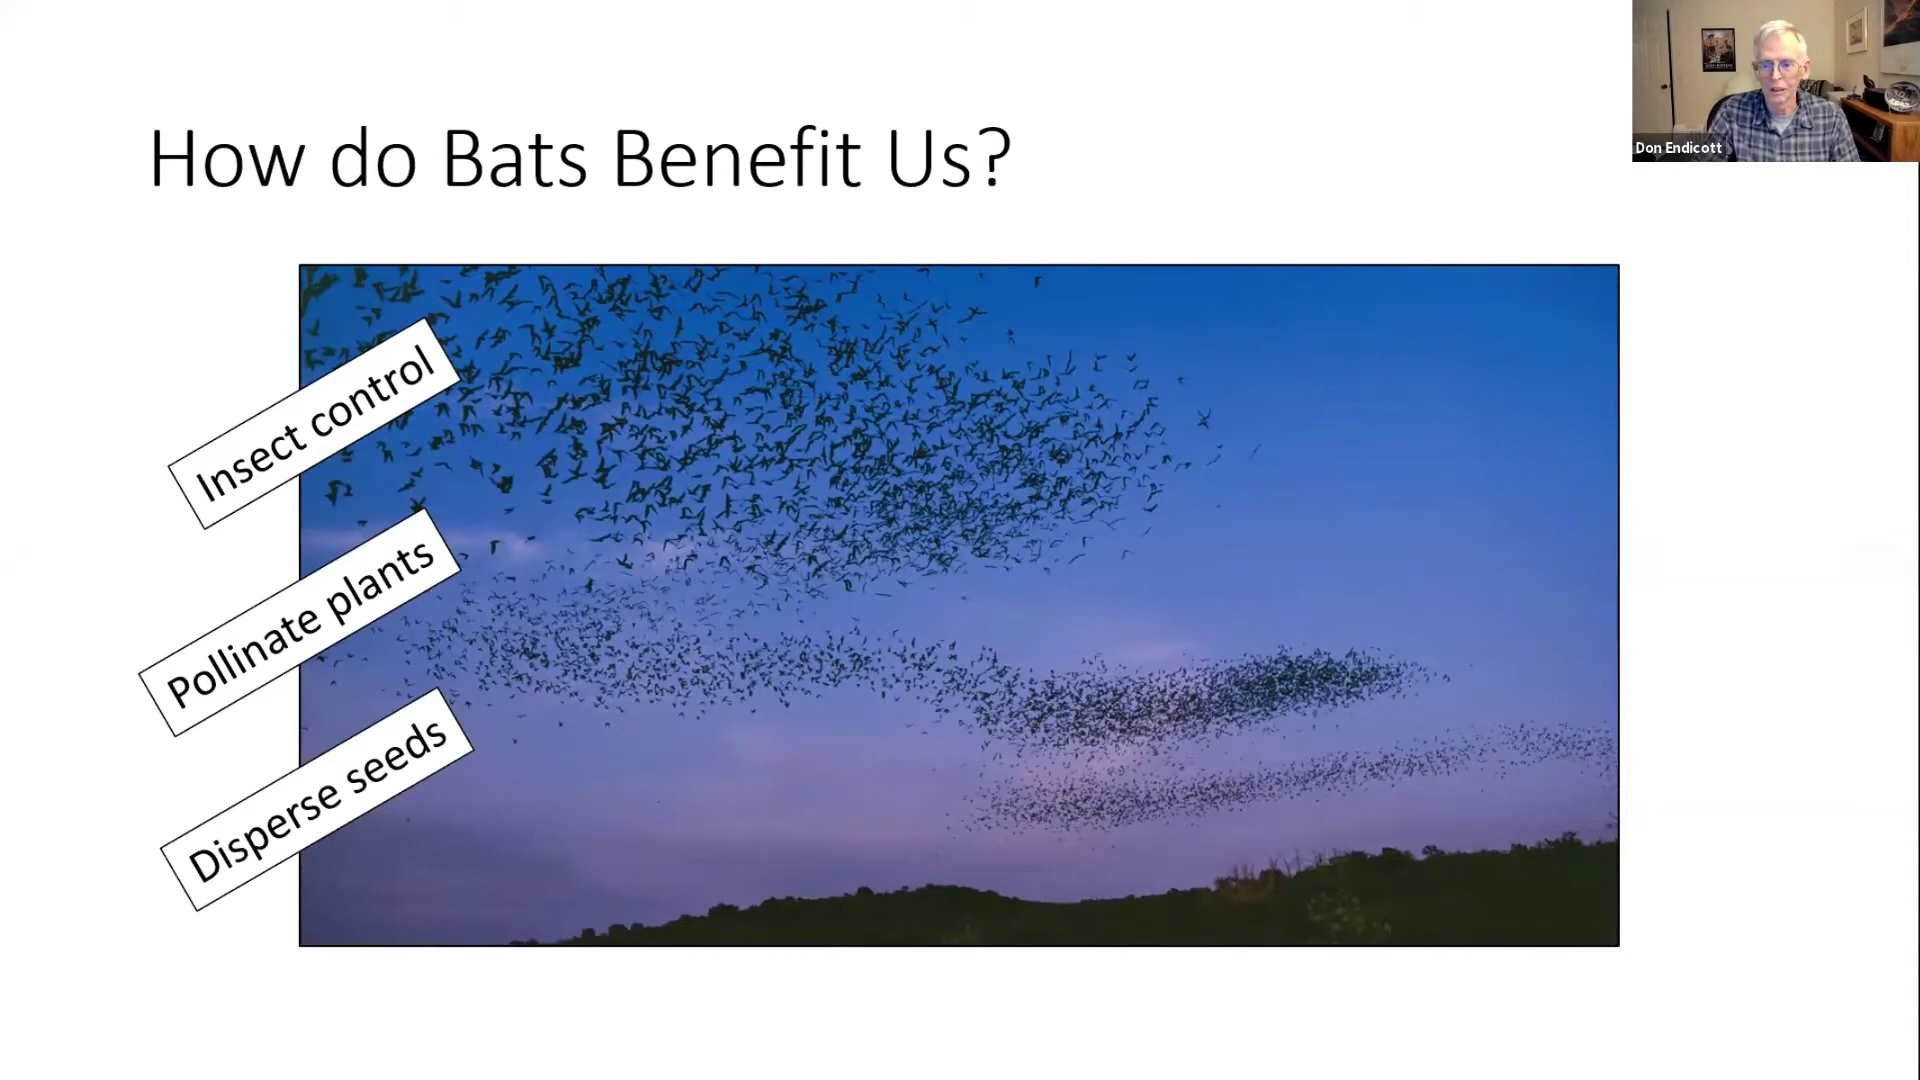 How do Bats Benefit Us?
Don Endicott
Insect control
Pollinate plants
Disperse seeds